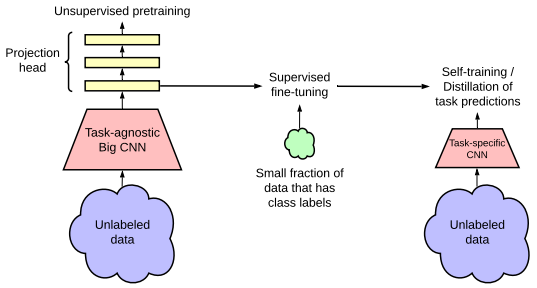 Unsupervised pretraining
Projection
head
Task-agnostic
Big CNN
Unlabeled
data
Supervised
fine-tuning
Small fraction of
data that has
class labels
Self-training /
Distillation of
task predictions
Task-specific
CNN
Unlabeled
data